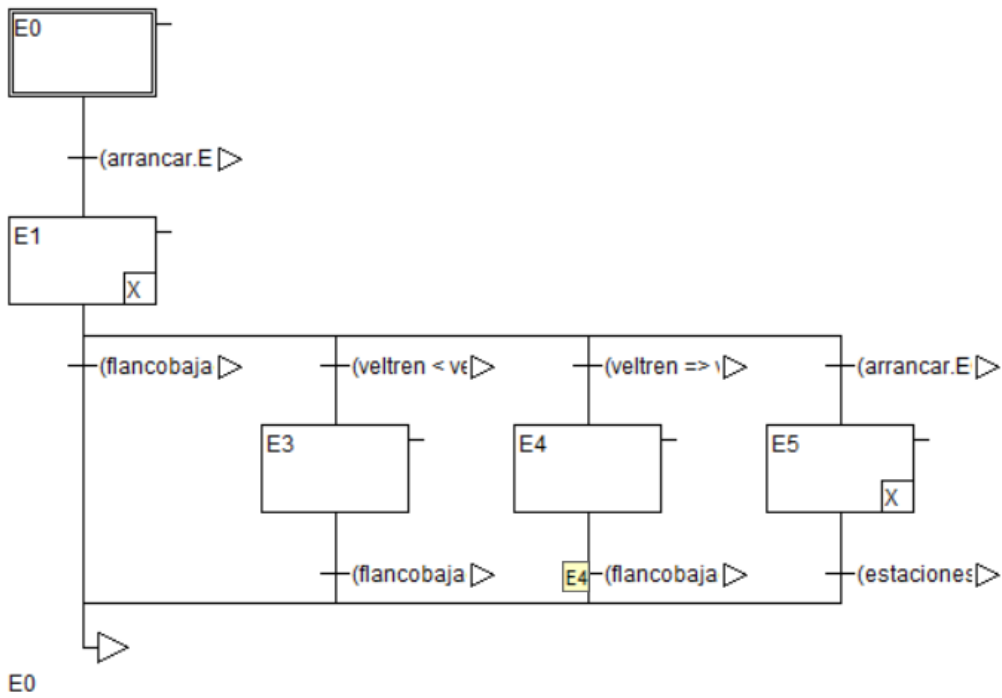 E0
(arrancar.E
E1
X
(flancobaja
(veltren < ve
(veltren => v
(arrancar.E
E3
E4
E5
X
(flancobaja
E4
(flancobaja
(estaciones
E0